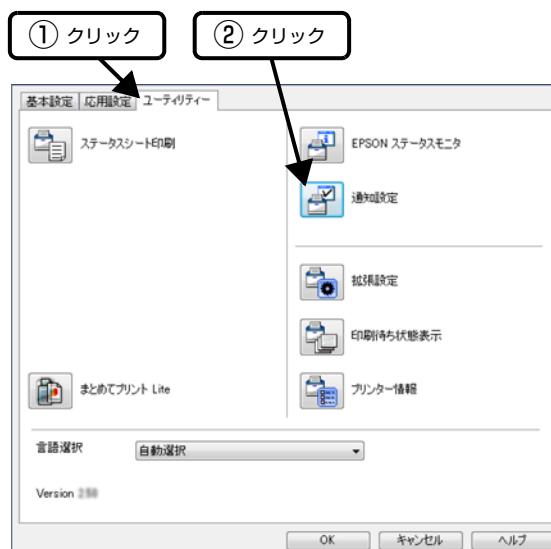 ① クリック
② クリック
基本設定 応用設定 ユーティリティー
ステータスシート印刷
EPSON ステータスモニタ
通知設定
拡張設定
印刷待ち状態表示
まとめてプリント Lite
プリンター情報
言語選択 自動選択
Version
OK キャンセル ヘルプ